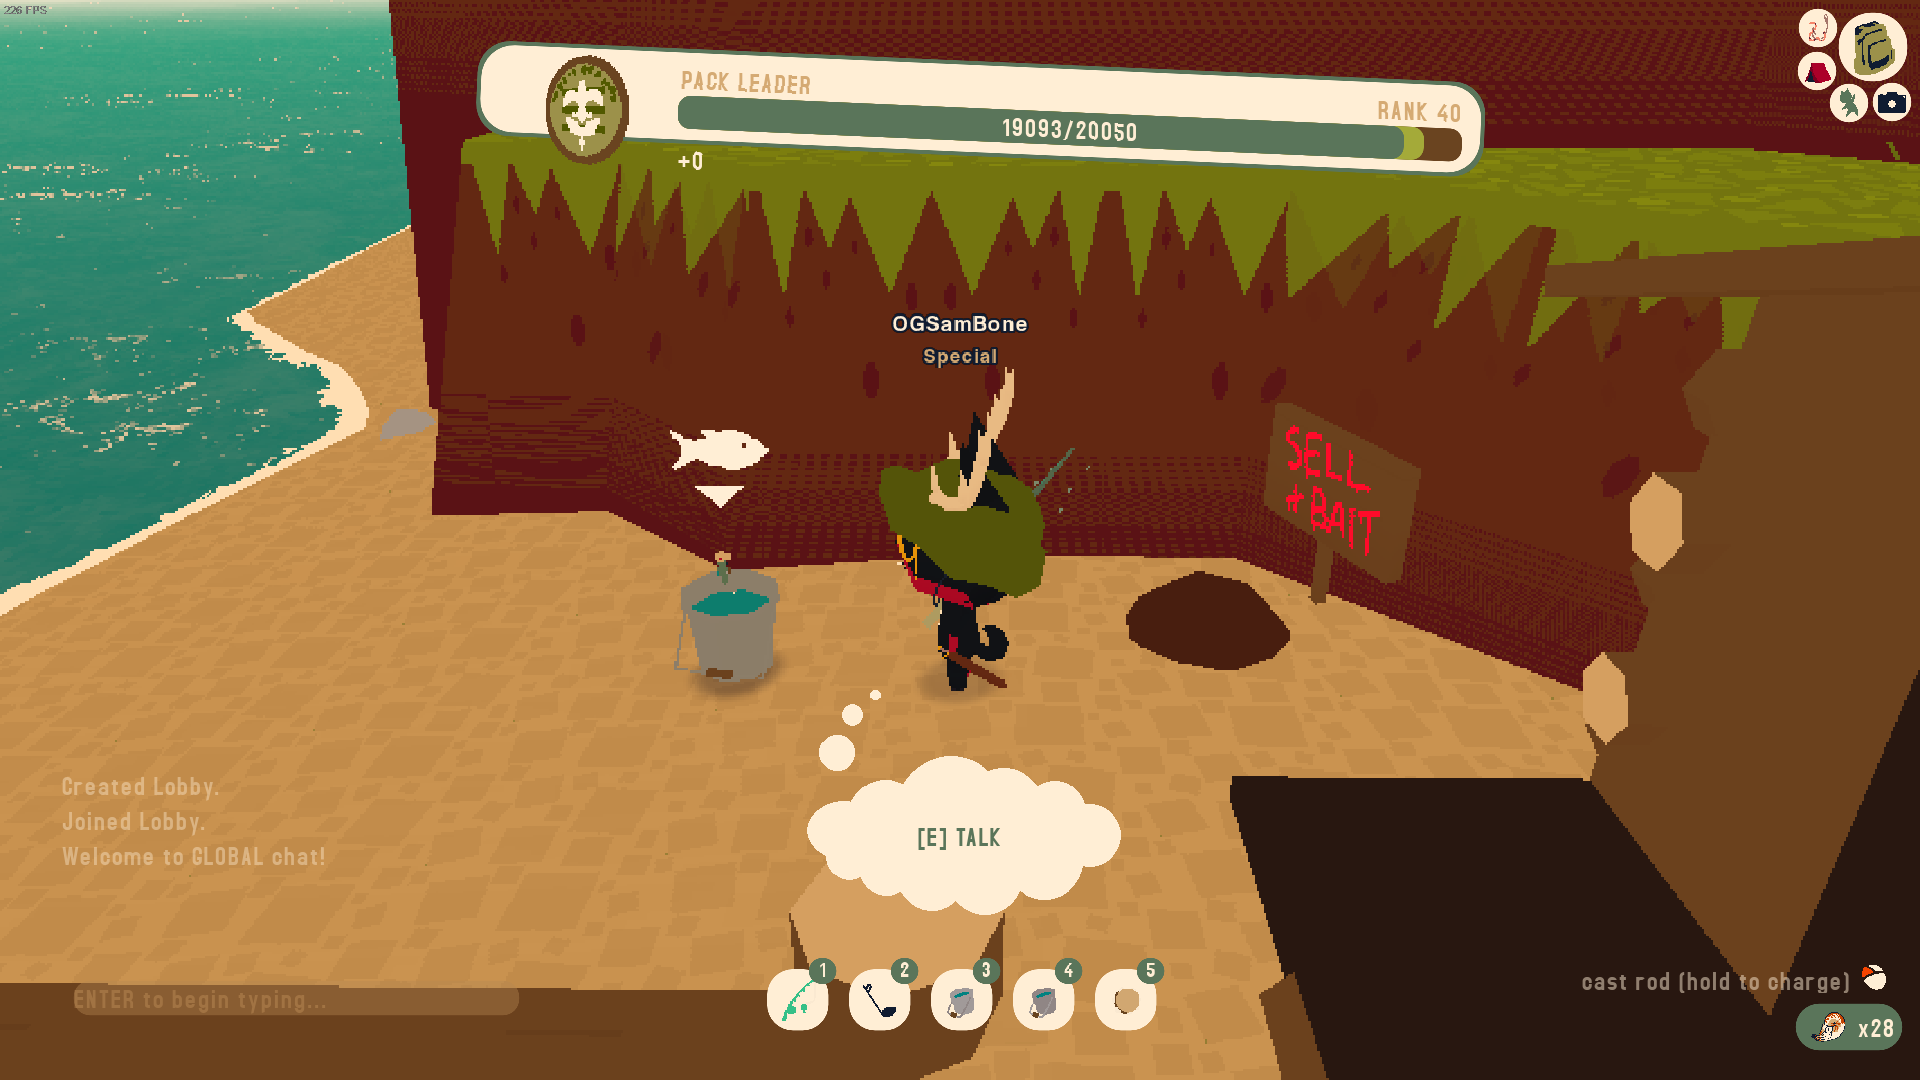 226 FPS
PACK LEADER
RANK 40
19093/20050
+0
OGSamBone
Special
SELL
+ BAIT
Created Lobby.
Joined Lobby.
Welcome to GLOBAL chat!
[E] TALK
ENTER to begin typing...
1
2
3
4
5
cast rod (hold to charge)
x28